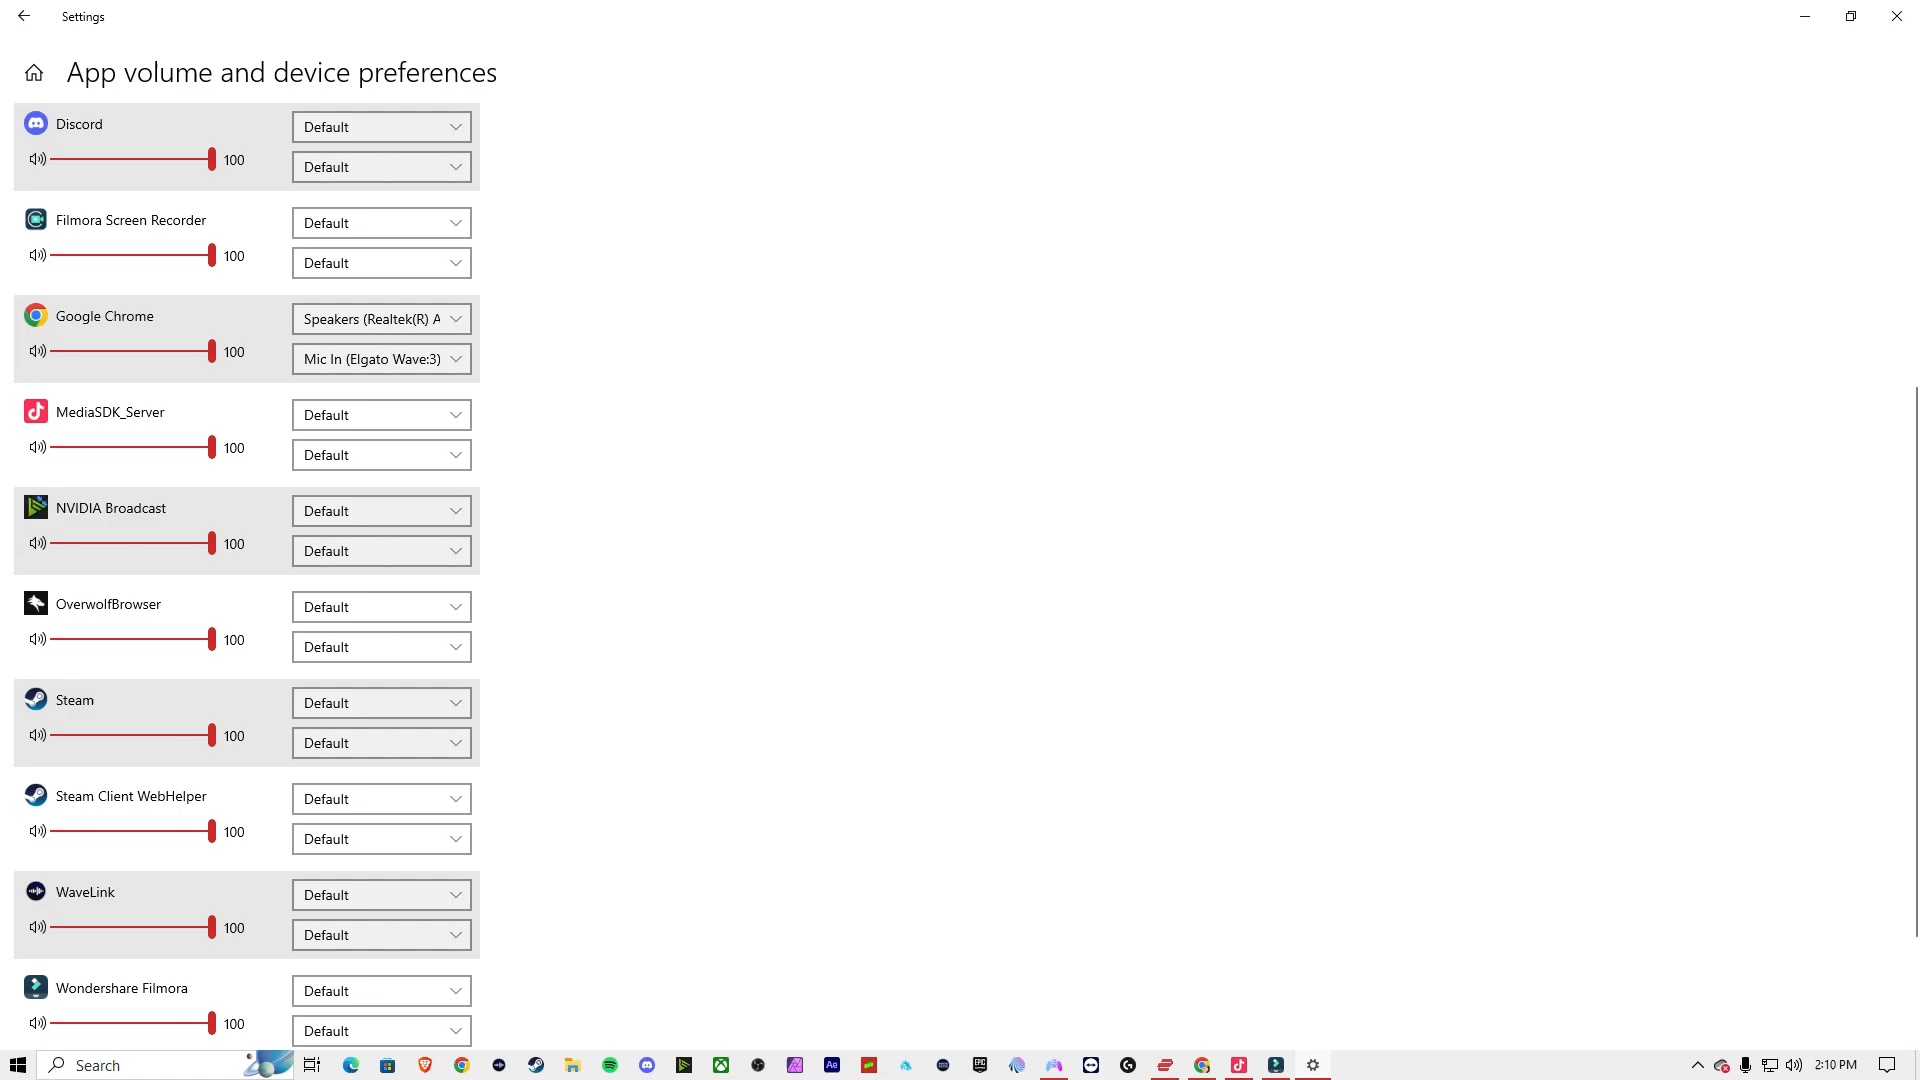 Settings
App volume and device preferences
Discord
Default
100
Default
Filmora Screen Recorder
Default
100
Default
Google Chrome
Speakers (Realtek(R) A
100
Mic In (Elgato Wave:3)
MediaSDK_Server
Default
100
Default
NVIDIA Broadcast
Default
100
Default
OverwolfBrowser
Default
100
Default
Steam
Default
100
Default
Steam Client WebHelper
Default
100
Default
WaveLink
Default
100
Default
Wondershare Filmora
Default
100
Default
Search
Ae
EPIC
2:10 PM